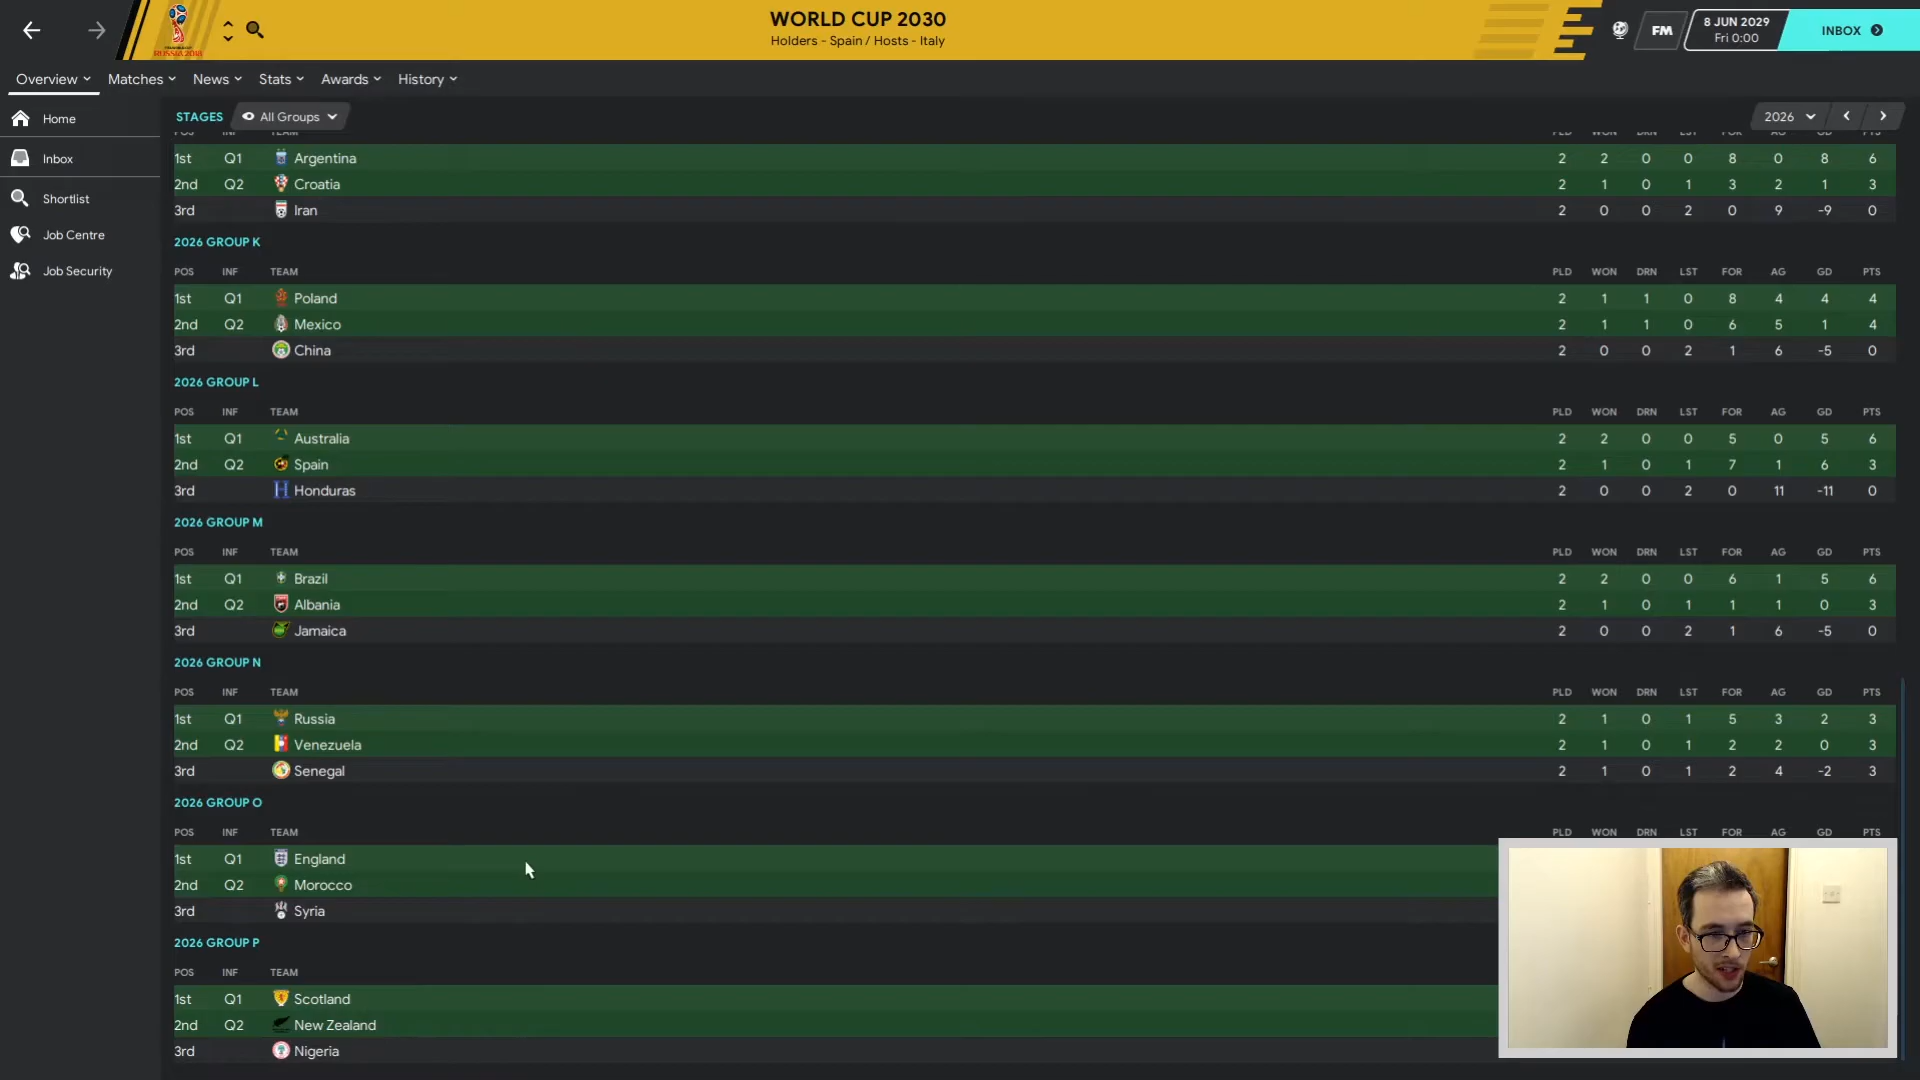 WORLD CUP 2030
Holders - Spain / Hosts - Italy
RUSSIA 2018
FM
8 JUN 2029
Fri 0:00
INBOX
Overview Matches News Stats Awards History
Home
Inbox
Shortlist
Job Centre
Job Security
STAGES All Groups 2026
POS INF TEAM PLD WON DRN LST FOR AG GD PTS
1st Q1 Argentina 2 2 0 0 8 0 8 6
2nd Q2 Croatia 2 1 0 1 3 2 1 3
3rd Iran 2 0 0 2 0 9 -9 0
2026 GROUP K
POS INF TEAM PLD WON DRN LST FOR AG GD PTS
1st Q1 Poland 2 1 1 0 8 4 4 4
2nd Q2 Mexico 2 1 1 0 6 5 1 4
3rd China 2 0 0 2 1 6 -5 0
2026 GROUP L
POS INF TEAM PLD WON DRN LST FOR AG GD PTS
1st Q1 Australia 2 2 0 0 5 0 5 6
2nd Q2 Spain 2 1 0 1 7 1 6 3
3rd Honduras 2 0 0 2 0 11 -11 0
2026 GROUP M
POS INF TEAM PLD WON DRN LST FOR AG GD PTS
1st Q1 Brazil 2 2 0 0 6 1 5 6
2nd Q2 Albania 2 1 0 1 1 1 0 3
3rd Jamaica 2 0 0 2 1 6 -5 0
2026 GROUP N
POS INF TEAM PLD WON DRN LST FOR AG GD PTS
1st Q1 Russia 2 1 0 1 5 3 2 3
2nd Q2 Venezuela 2 1 0 1 2 2 0 3
3rd Senegal 2 1 0 1 2 4 -2 3
2026 GROUP O
POS INF TEAM PLD WON DRN LST FOR AG GD PTS
1st Q1 England
2nd Q2 Morocco
3rd Syria
2026 GROUP P
POS INF TEAM
1st Q1 Scotland
2nd Q2 New Zealand
3rd Nigeria